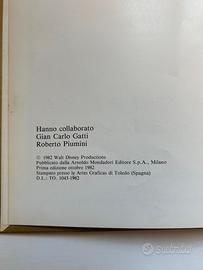 Hanno collaborato
Gian Carlo Gatti
Roberto Piumini
© 1982 Walt Disney Productions
Pubblicato dalla Arnoldo Mondadori Editore S.p.A., Milano
Prima edizione ottobre 1982
Stampato presso le Artes Graficas di Toledo (Spagna)
D.L.: TO. 1043-1982
subito